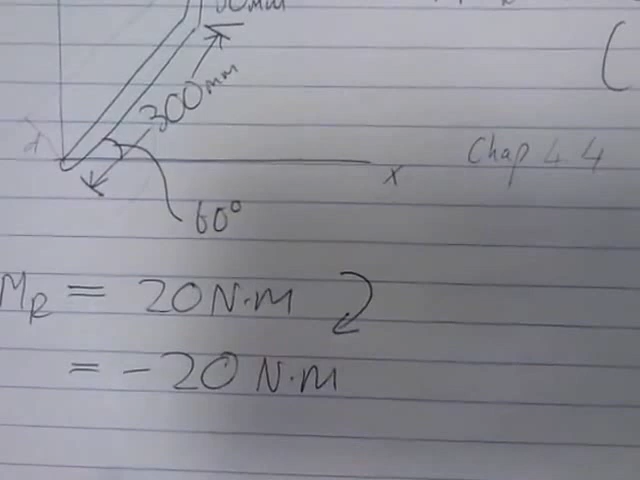 300mm
x
Chap 4.4
60°
MR = 20 N·m
= -20 N·m